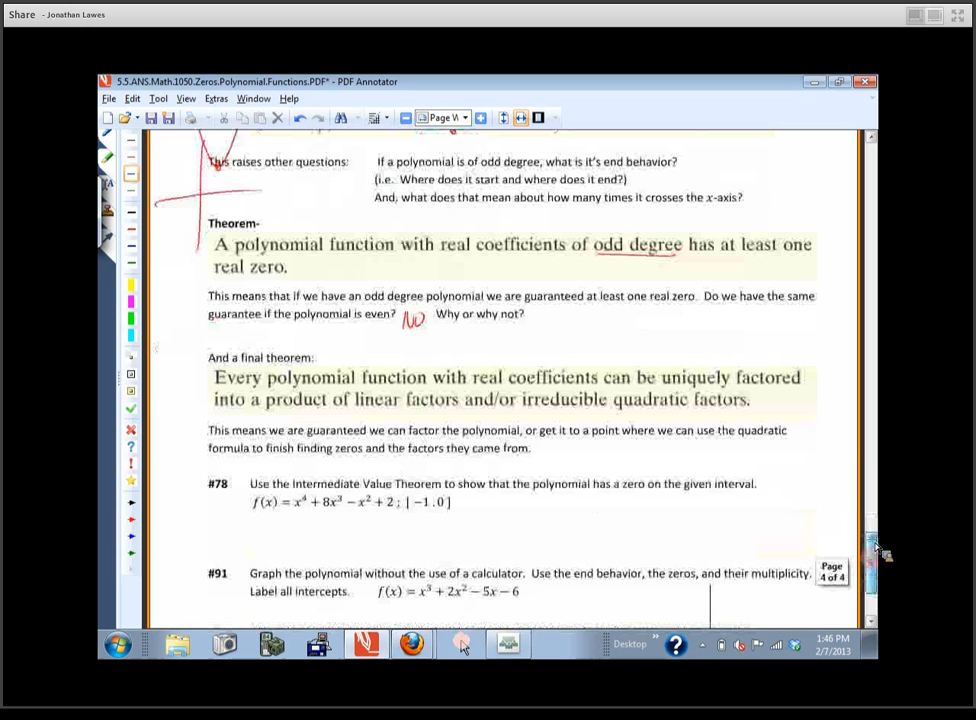 Share - Jonathan Lawes
5.5.ANS.Math.1050.Zeros.Polynomial.Functions.PDF* - PDF Annotator
File Edit Tool View Extras Window Help
Page W
This raises other questions: If a polynomial is of odd degree, what is it's end behavior?
(i.e. Where does it start and where does it end?)
And, what does that mean about how many times it crosses the x-axis?
Theorem-
A polynomial function with real coefficients of odd degree has at least one
real zero.
This means that if we have an odd degree polynomial we are guaranteed at least one real zero. Do we have the same
guarantee if the polynomial is even? NO Why or why not?
And a final theorem:
Every polynomial function with real coefficients can be uniquely factored
into a product of linear factors and/or irreducible quadratic factors.
This means we are guaranteed we can factor the polynomial, or get it to a point where we can use the quadratic
formula to finish finding zeros and the factors they came from.
#78 Use the Intermediate Value Theorem to show that the polynomial has a zero on the given interval.
f(x) = x⁴ + 8x³ − x² + 2 ; [ −1.0 ]
#91 Graph the polynomial without the use of a calculator. Use the end behavior, the zeros, and their multiplicity.
Label all intercepts. f(x) = x³ + 2x² − 5x − 6
Page
4 of 4
Desktop
1:46 PM
2/7/2013